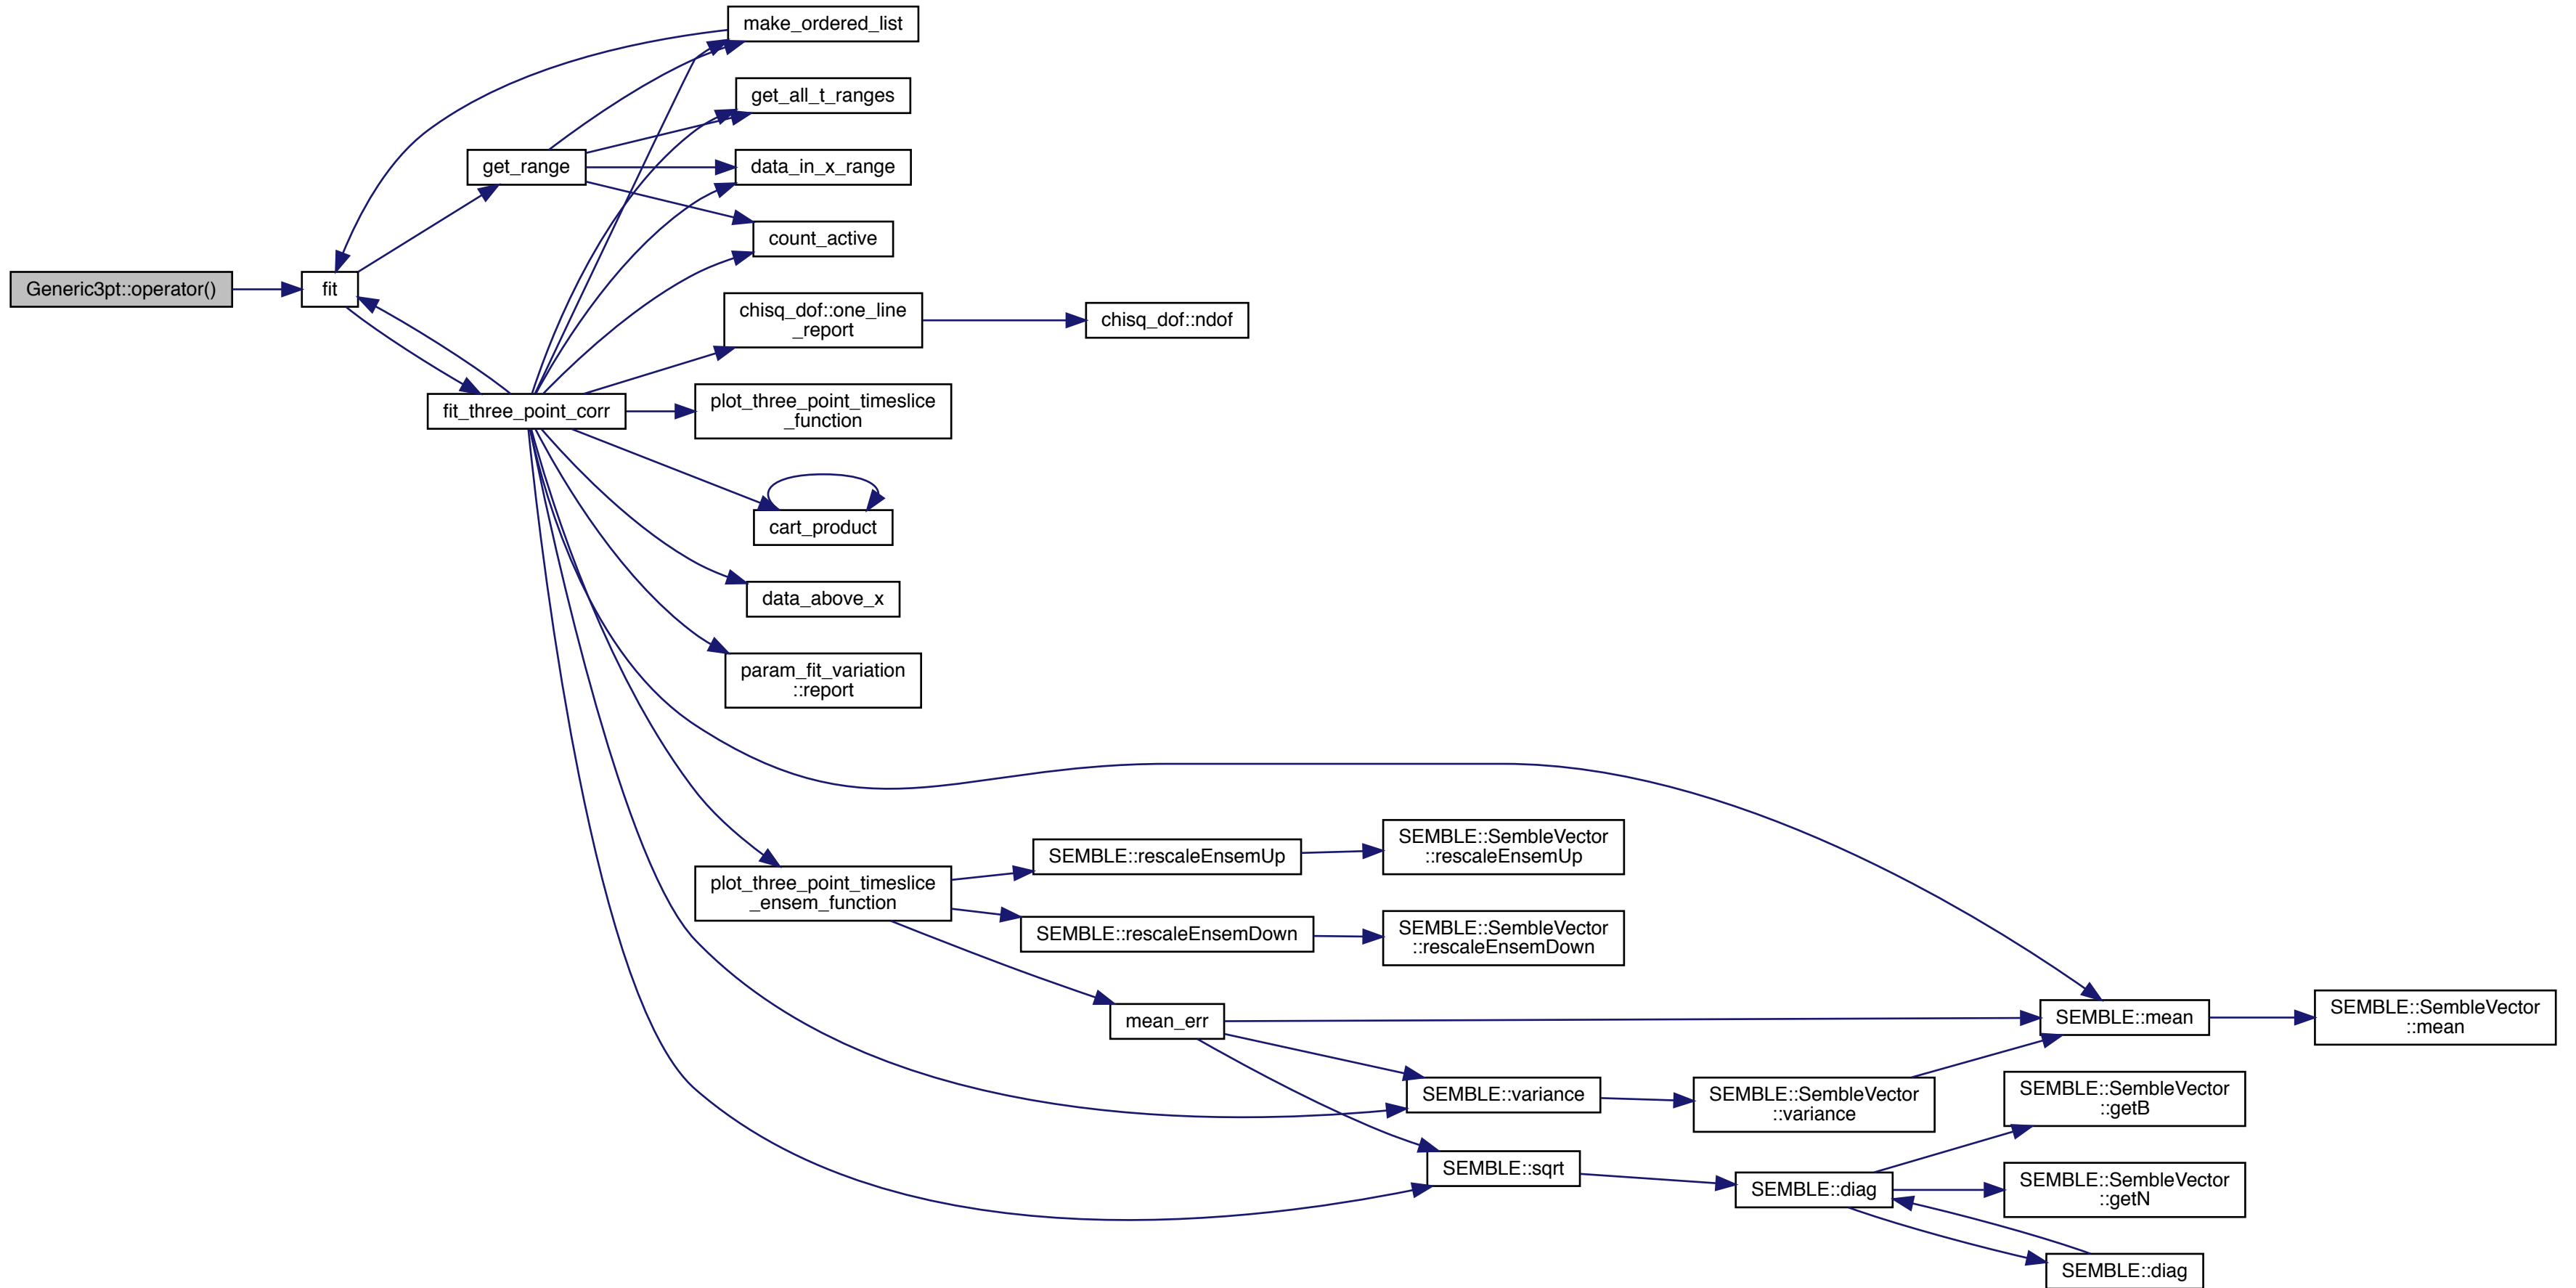 make_ordered_list
get_all_t_ranges
get_range
data_in_x_range
count_active
Generic3pt::operator()
fit
chisq_dof::one_line
_report
chisq_dof::ndof
fit_three_point_corr
plot_three_point_timeslice
_function
cart_product
data_above_x
param_fit_variation
::report
plot_three_point_timeslice
_ensem_function
SEMBLE::rescaleEnsemUp
SEMBLE::SembleVector
::rescaleEnsemUp
SEMBLE::rescaleEnsemDown
SEMBLE::SembleVector
::rescaleEnsemDown
mean_err
SEMBLE::mean
SEMBLE::SembleVector
::mean
SEMBLE::variance
SEMBLE::SembleVector
::variance
SEMBLE::SembleVector
::getB
SEMBLE::sqrt
SEMBLE::diag
SEMBLE::SembleVector
::getN
SEMBLE::diag